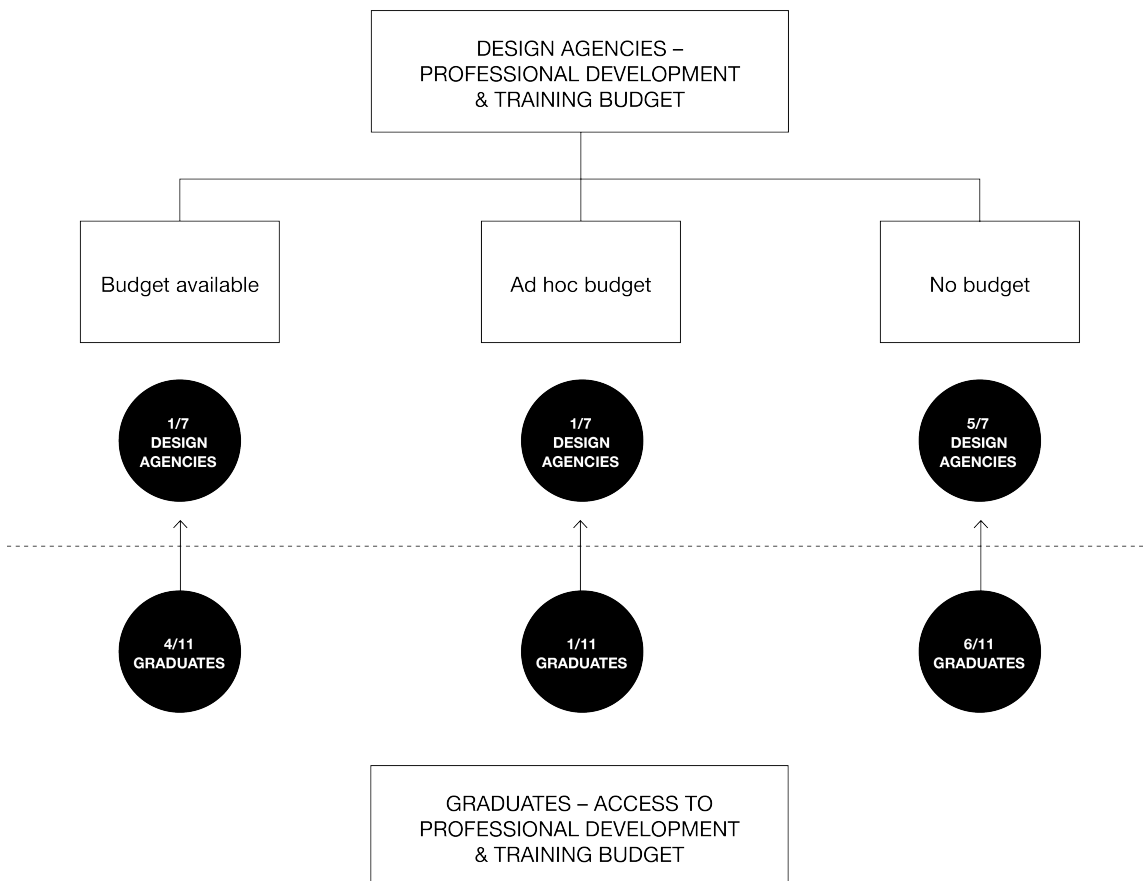 DESIGN AGENCIES –
PROFESSIONAL DEVELOPMENT
& TRAINING BUDGET
Budget available
Ad hoc budget
No budget
1/7
DESIGN
AGENCIES
1/7
DESIGN
AGENCIES
5/7
DESIGN
AGENCIES
4/11
GRADUATES
1/11
GRADUATES
6/11
GRADUATES
GRADUATES – ACCESS TO
PROFESSIONAL DEVELOPMENT
& TRAINING BUDGET